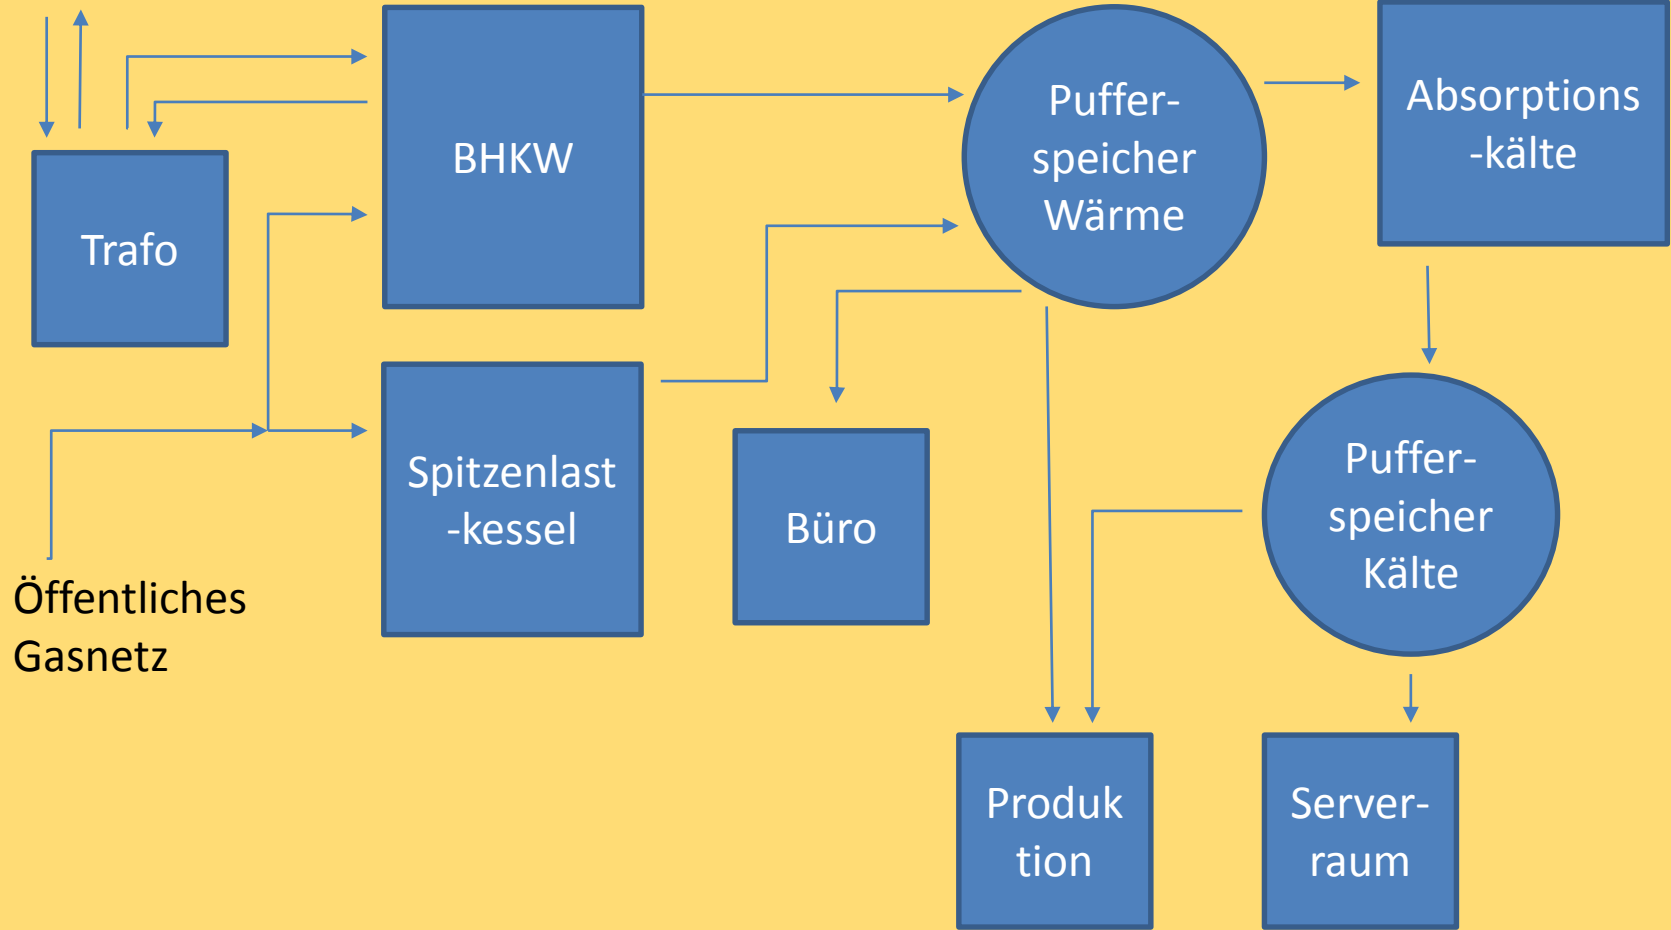 BHKW
Puffer-
speicher
Wärme
Absorptions
-kälte
Trafo
Spitzenlast
-kessel
Büro
Puffer-
speicher
Kälte
Öffentliches
Gasnetz
Produk
tion
Server-
raum